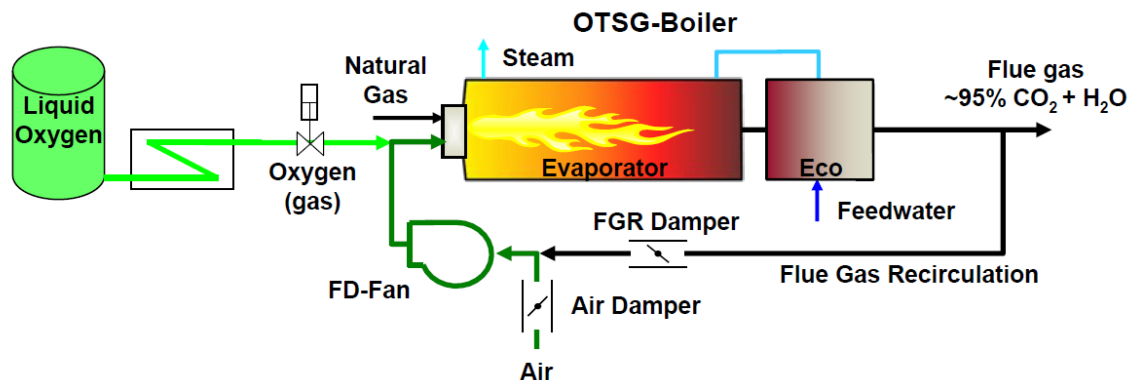 OTSG-Boiler
Steam
Natural
Gas
Flue gas
~95% CO₂ + H₂O
Liquid
Oxygen
Oxygen
(gas)
Evaporator
Eco
Feedwater
FGR Damper
Flue Gas Recirculation
FD-Fan
Air Damper
Air